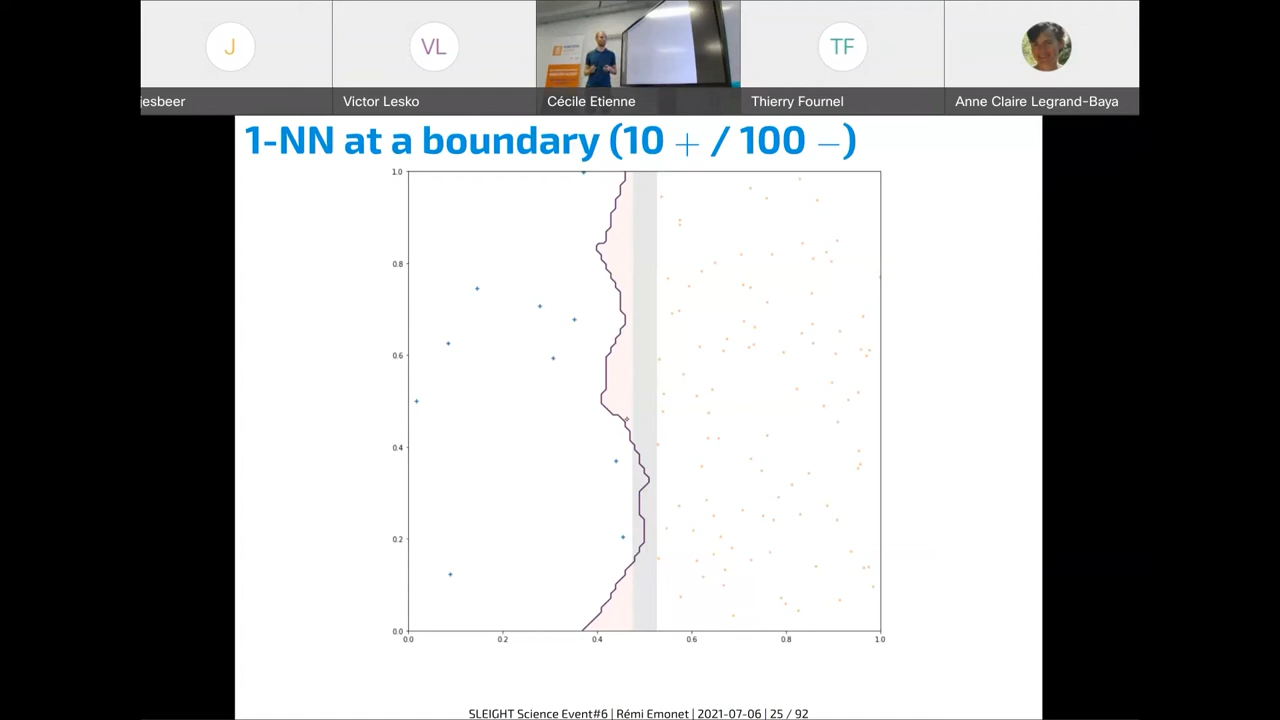 J
VL
TF
jesbeer
Victor Lesko
Cécile Etienne
Thierry Fournel
Anne Claire Legrand-Baya
1-NN at a boundary (10 + / 100 −)
1.0
0.8
0.6
0.4
0.2
0.0
0.0 0.2 0.4 0.6 0.8 1.0
SLEIGHT Science Event#6 | Rémi Emonet | 2021-07-06 | 25 / 92